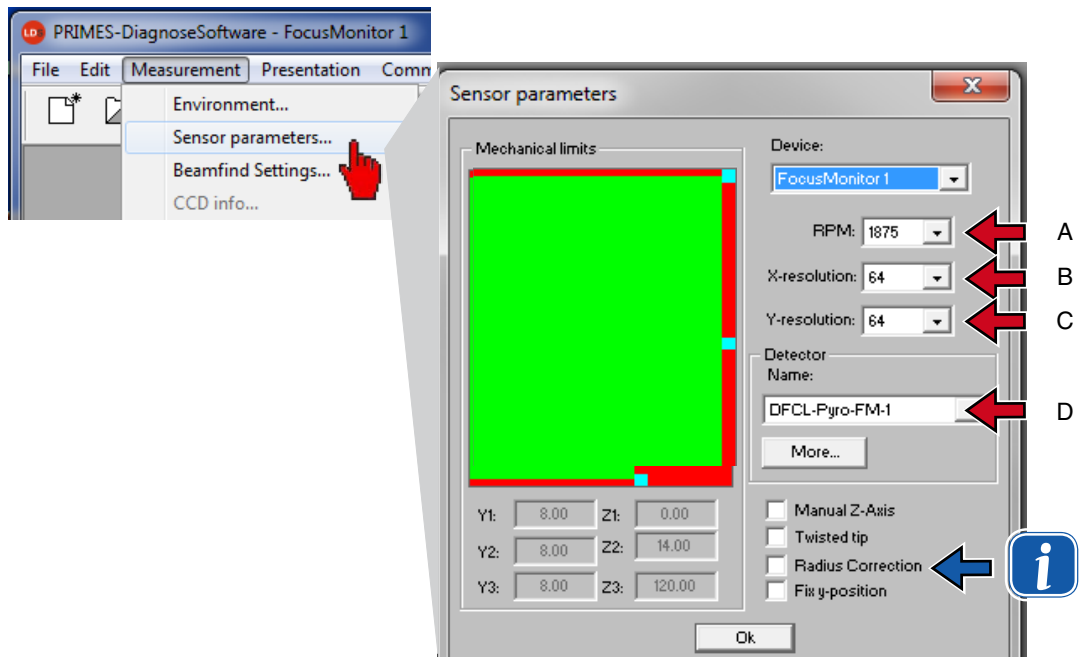 LD PRIMES-DiagnoseSoftware - FocusMonitor 1
File Edit Measurement Presentation Comm
Environment...
Sensor parameters...
Beamfind Settings...
CCD info...
Sensor parameters
Mechanical limits
Device:
FocusMonitor 1
RPM: 1875 A
X-resolution: 64 B
Y-resolution: 64 C
Detector
Name:
DFCL-Pyro-FM-1 D
More...
Y1: 8.00 Z1: 0.00
Y2: 8.00 Z2: 14.00
Y3: 8.00 Z3: 120.00
Manual Z-Axis
Twisted tip
Radius Correction i
Fix y-position
Ok